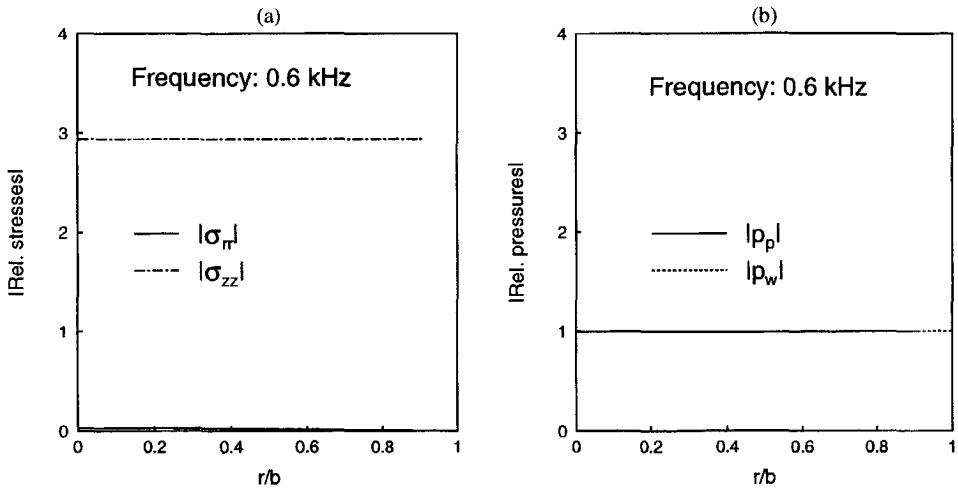 (a)
4
3
2
1
0
|Rel. stresses|
Frequency: 0.6 kHz
|σrr|
|σzz|
0
0.2
0.4
0.6
0.8
1
r/b
(b)
4
3
2
1
0
|Rel. pressures|
Frequency: 0.6 kHz
|pp|
|pw|
0
0.2
0.4
0.6
0.8
1
r/b